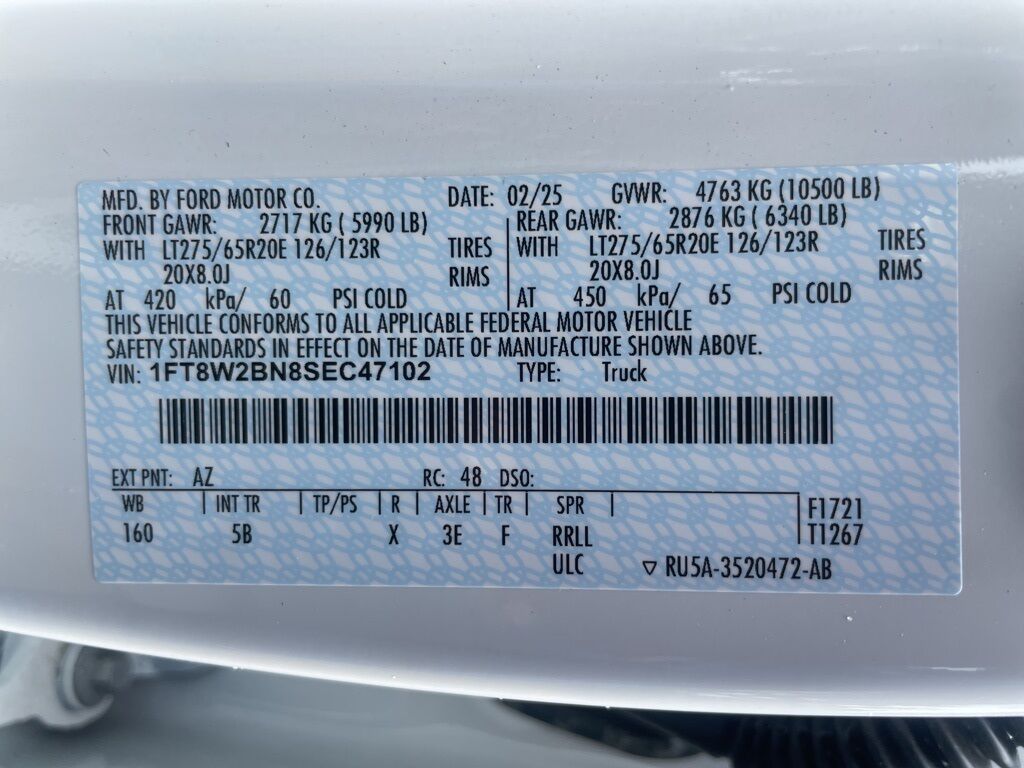 MFD. BY FORD MOTOR CO. DATE: 02/25 GVWR: 4763 KG (10500 LB)
FRONT GAWR: 2717 KG ( 5990 LB) REAR GAWR: 2876 KG ( 6340 LB)
WITH LT275/65R20E 126/123R TIRES WITH LT275/65R20E 126/123R TIRES
20X8.0J RIMS 20X8.0J RIMS
AT 420 kPa/ 60 PSI COLD AT 450 kPa/ 65 PSI COLD
THIS VEHICLE CONFORMS TO ALL APPLICABLE FEDERAL MOTOR VEHICLE
SAFETY STANDARDS IN EFFECT ON THE DATE OF MANUFACTURE SHOWN ABOVE.
VIN: 1FT8W2BN8SEC47102 TYPE: Truck
EXT PNT: AZ RC: 48 DSO:
WB INT TR TP/PS R AXLE TR SPR F1721
160 5B X 3E F RRLL T1267
ULC RU5A-3520472-AB